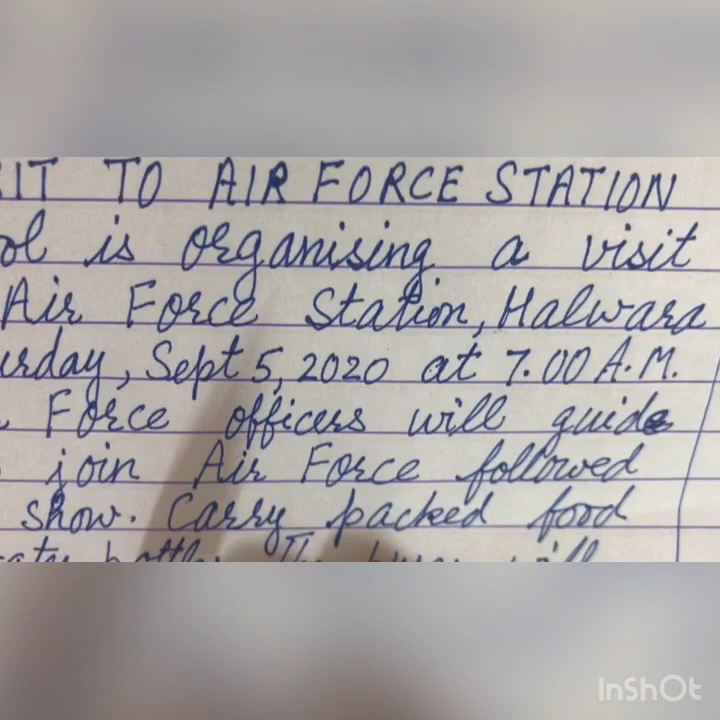 IT TO AIR FORCE STATION
ol is organising a visit
Air Force Station, Halwara
urday, Sept 5, 2020 at 7.00 A.M.
Force officers will guide
join Air Force followed
show. Carry packed food
InShOt